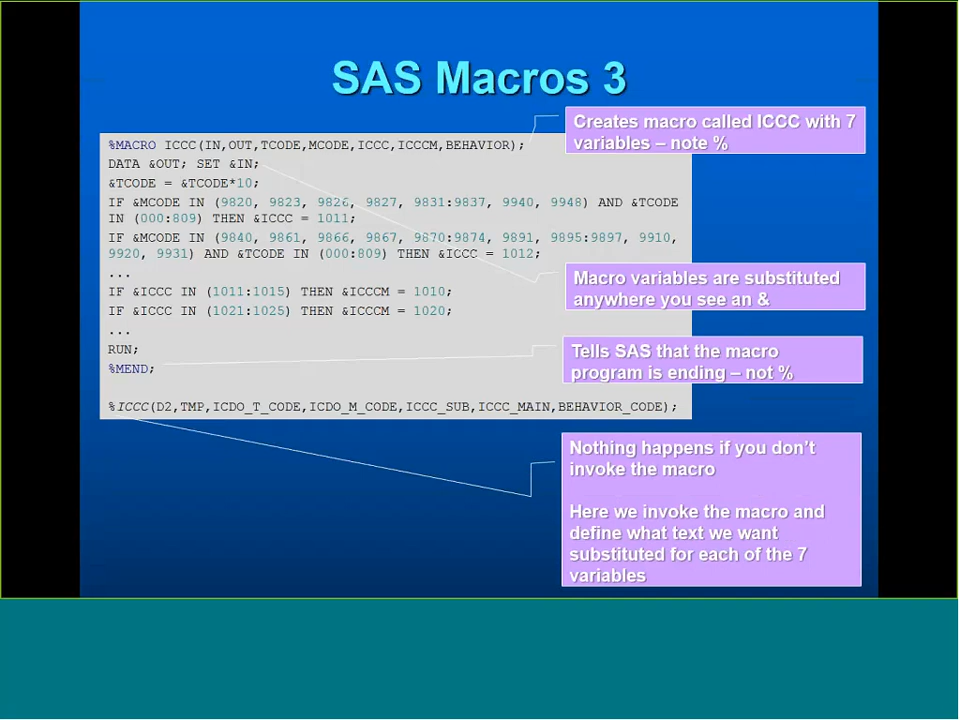 SAS Macros 3
Creates macro called ICCC with 7
variables – note %
%MACRO ICCC(IN,OUT,TCODE,MCODE,ICCC,ICCCM,BEHAVIOR);
DATA &OUT; SET &IN;
&TCODE = &TCODE*10;
IF &MCODE IN (9820, 9823, 9826, 9827, 9831:9837, 9940, 9948) AND &TCODE
IN (000:809) THEN &ICCC = 1011;
IF &MCODE IN (9840, 9861, 9866, 9867, 9870:9874, 9891, 9895:9897, 9910,
9920, 9931) AND &TCODE IN (000:809) THEN &ICCC = 1012;
...
IF &ICCC IN (1011:1015) THEN &ICCCM = 1010;
IF &ICCC IN (1021:1025) THEN &ICCCM = 1020;
...
RUN;
%MEND;
%ICCC(D2,TMP,ICDO_T_CODE,ICDO_M_CODE,ICCC_SUB,ICCC_MAIN,BEHAVIOR_CODE);
Macro variables are substituted
anywhere you see an &
Tells SAS that the macro
program is ending – not %
Nothing happens if you don't
invoke the macro
Here we invoke the macro and
define what text we want
substituted for each of the 7
variables